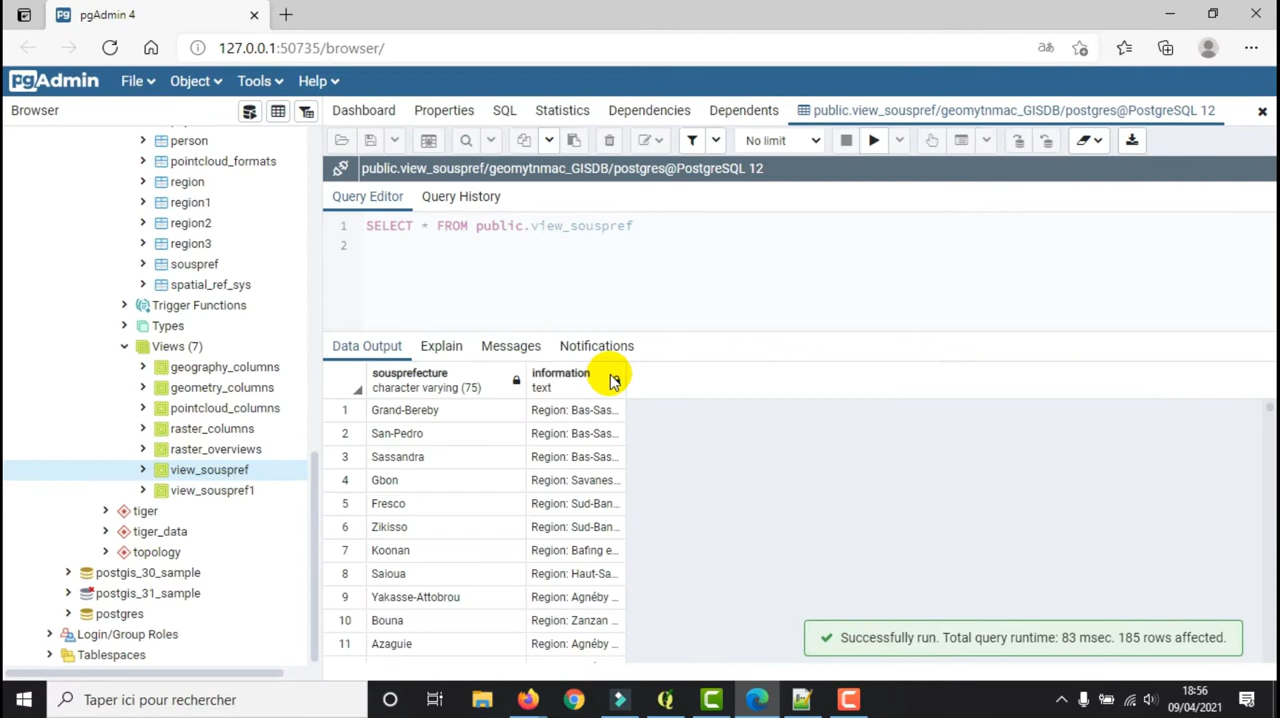 pgAdmin 4
127.0.0.1:50735/browser/
pgAdmin File Object Tools Help
Browser
Dashboard Properties SQL Statistics Dependencies Dependents public.view_souspref/geomytnmac_GISDB/postgres@PostgreSQL 12
No limit
public.view_souspref/geomytnmac_GISDB/postgres@PostgreSQL 12
Query Editor Query History
1 SELECT * FROM public.view_souspref
2
person
pointcloud_formats
region
region1
region2
region3
souspref
spatial_ref_sys
Trigger Functions
Types
Views (7)
geography_columns
geometry_columns
pointcloud_columns
raster_columns
raster_overviews
view_souspref
view_souspref1
tiger
tiger_data
topology
postgis_30_sample
postgis_31_sample
postgres
Login/Group Roles
Tablespaces
Data Output Explain Messages Notifications
sousprefecture information
character varying (75) text
1 Grand-Bereby Region: Bas-Sas...
2 San-Pedro Region: Bas-Sas...
3 Sassandra Region: Bas-Sas...
4 Gbon Region: Savanes...
5 Fresco Region: Sud-Ban...
6 Zikisso Region: Sud-Ban...
7 Koonan Region: Bafing e...
8 Saioua Region: Haut-Sa...
9 Yakasse-Attobrou Region: Agnéby ...
10 Bouna Region: Zanzan ...
11 Azaguie Region: Agnéby ...
Successfully run. Total query runtime: 83 msec. 185 rows affected.
Taper ici pour rechercher
18:56
09/04/2021